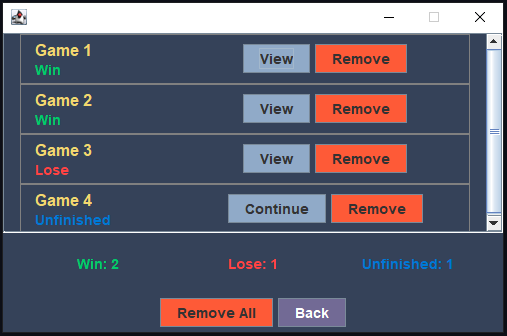 Game 1
Win
View Remove
Game 2
Win
View Remove
Game 3
Lose
View Remove
Game 4
Unfinished
Continue Remove
Win: 2 Lose: 1 Unfinished: 1
Remove All Back